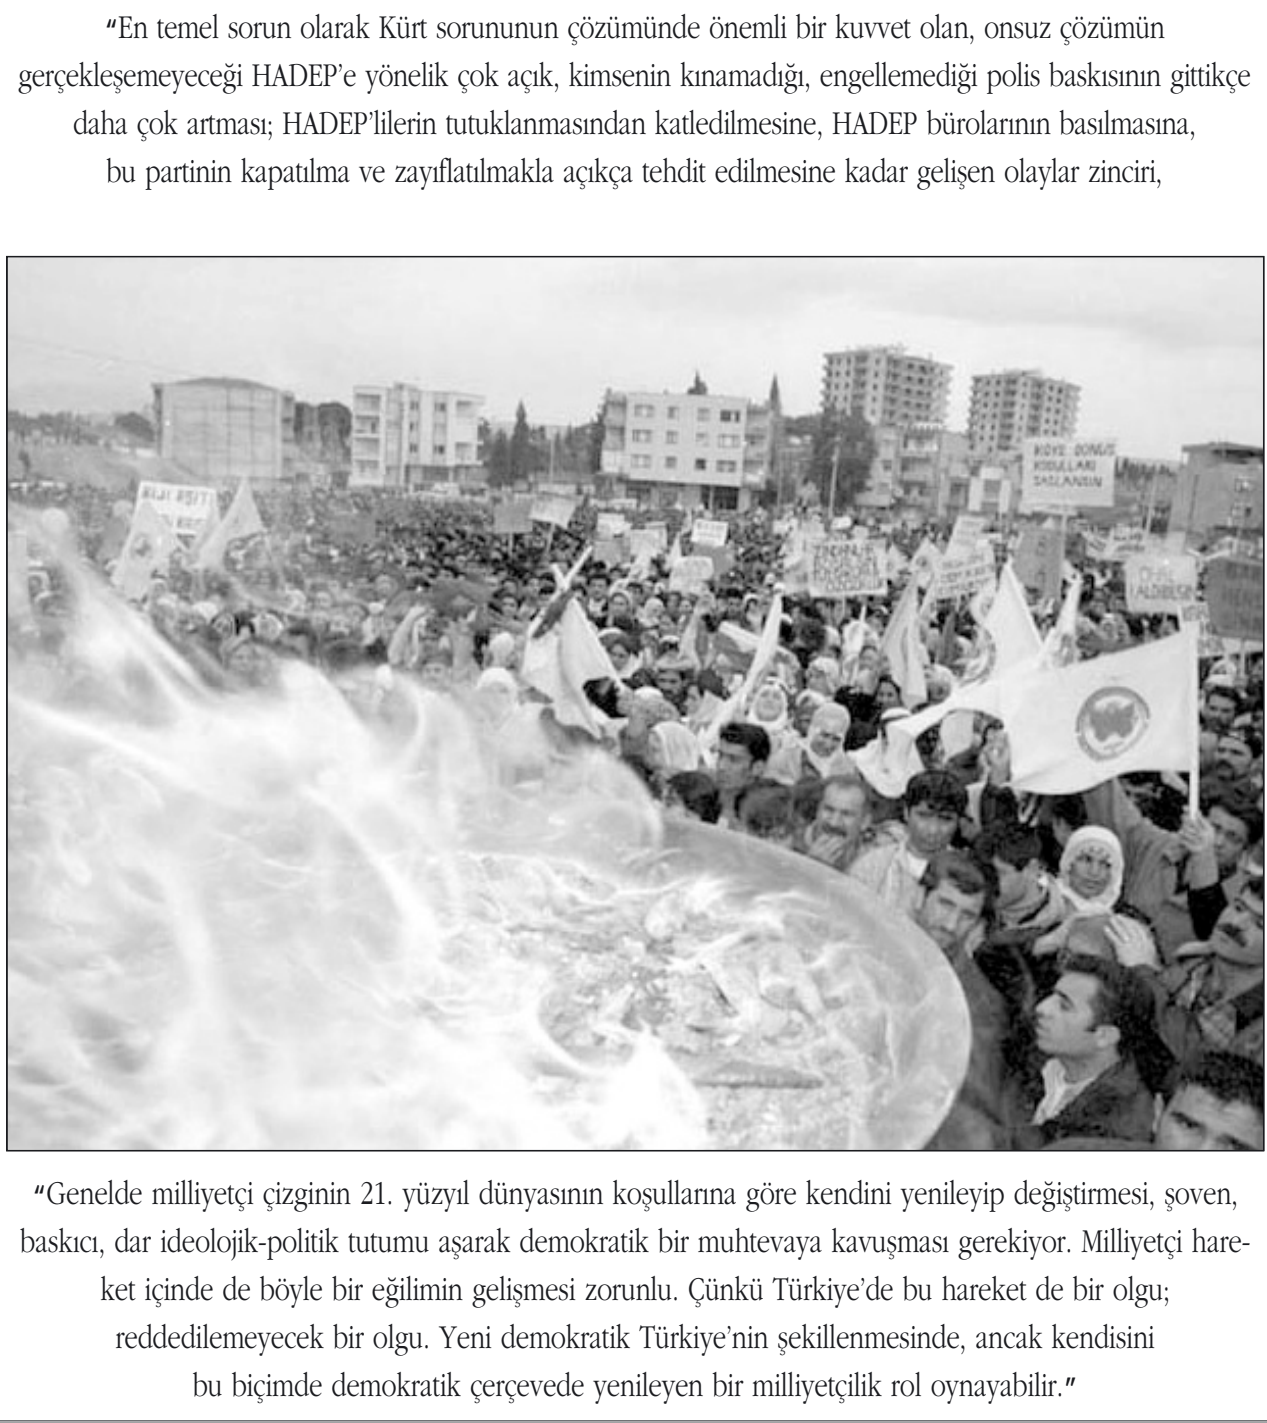 "En temel sorun olarak Kürt sorununun çözümünde önemli bir kuvvet olan, onsuz çözümün
gerçekleşemeyeceği HADEP'e yönelik çok açık, kimsenin kınamadığı, engellemediği polis baskısının gittikçe
daha çok artması; HADEP'lilerin tutuklanmasından katledilmesine, HADEP bürolarının basılmasına,
bu partinin kapatılma ve zayıflatılmakla açıkça tehdit edilmesine kadar gelişen olaylar zinciri,
KÖYE DÖNÜŞ
KOŞULLARI
SAĞLANSIN
"Genelde milliyetçi çizginin 21. yüzyıl dünyasının koşullarına göre kendini yenileyip değiştirmesi, şoven,
baskıcı, dar ideolojik-politik tutumu aşarak demokratik bir muhtevaya kavuşması gerekiyor. Milliyetçi hare-
ket içinde de böyle bir eğilimin gelişmesi zorunlu. Çünkü Türkiye'de bu hareket de bir olgu;
reddedilemeyecek bir olgu. Yeni demokratik Türkiye'nin şekillenmesinde, ancak kendisini
bu biçimde demokratik çerçevede yenileyen bir milliyetçilik rol oynayabilir."